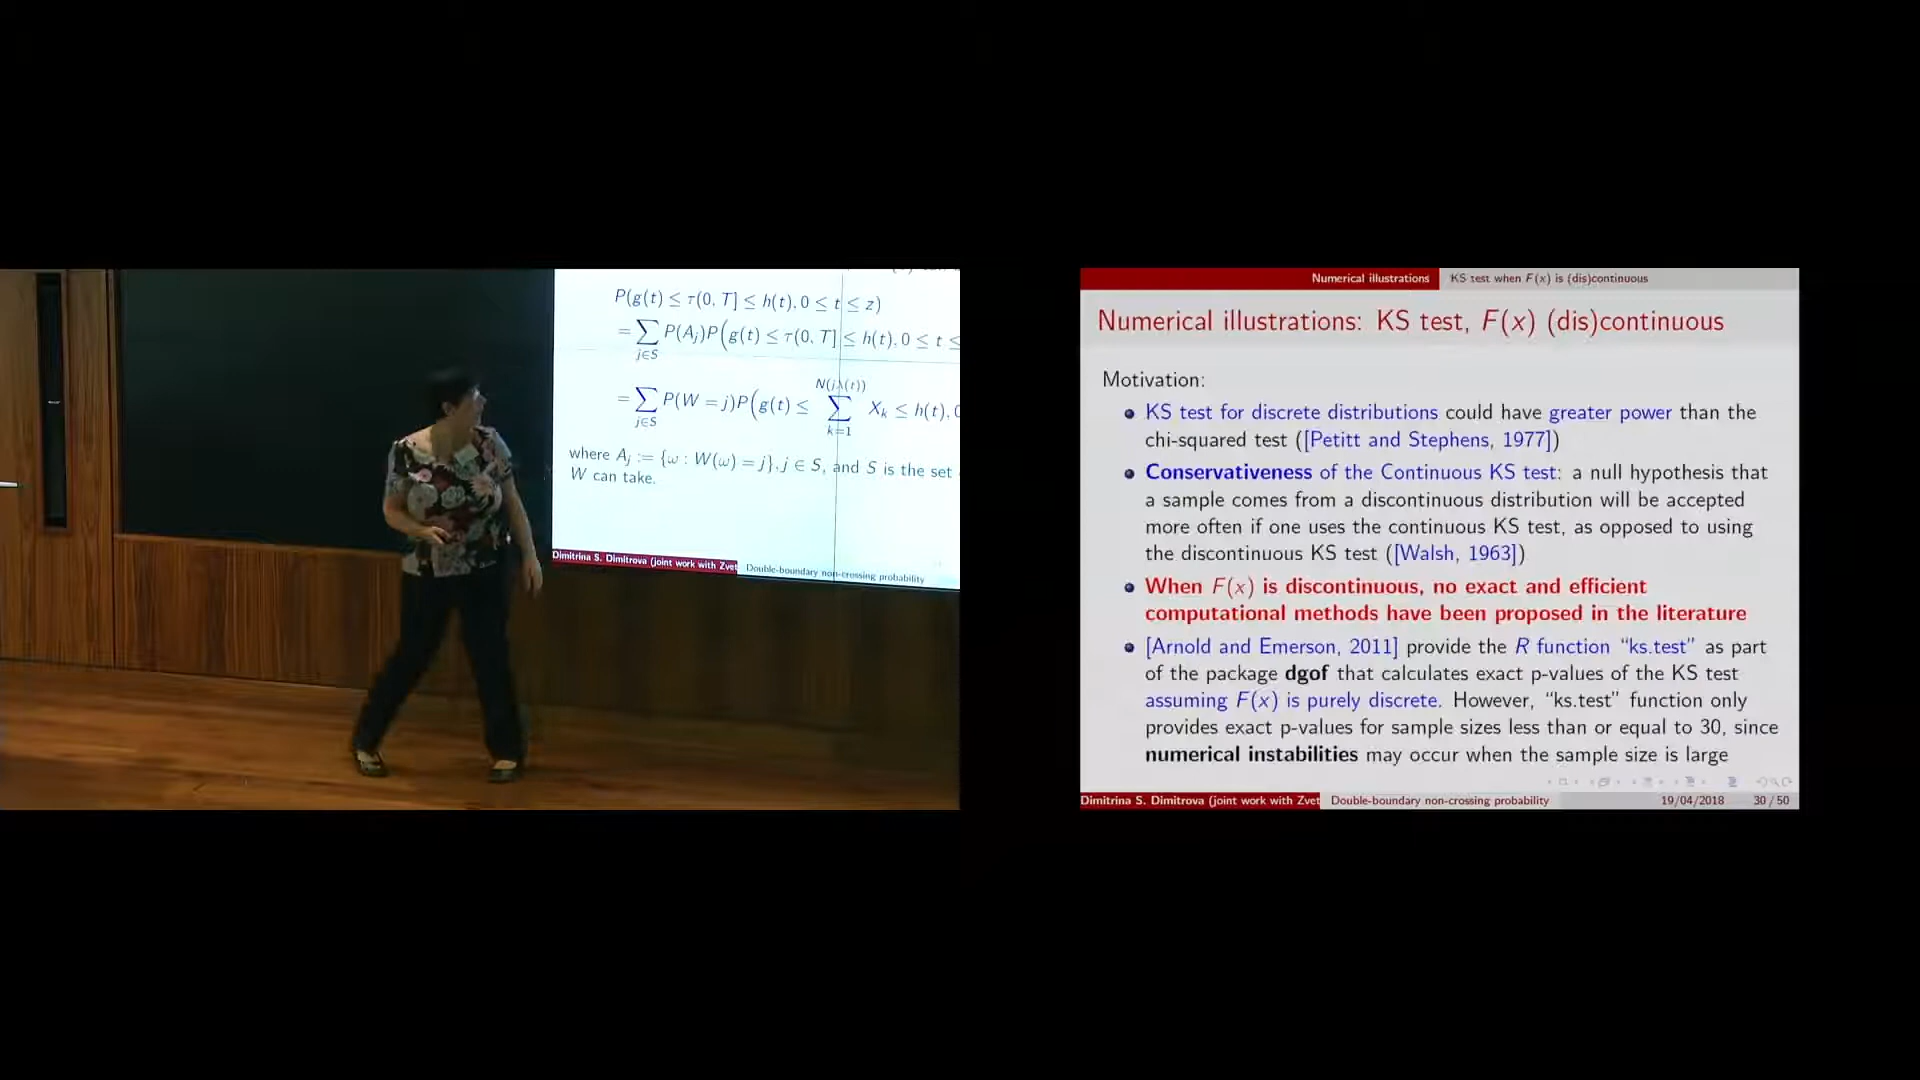 P(g(t) ≤ τ(0, T] ≤ h(t), 0 ≤ t ≤ z)
= ∑ P(A_j)P(g(t) ≤ τ(0, T] ≤ h(t), 0 ≤ t ≤
j∈S
N(jλ(t))
= ∑ P(W = j)P(g(t) ≤ ∑ X_k ≤ h(t),
j∈S k=1
where A_j := {ω : W(ω) = j}, j ∈ S, and S is the set
W can take.
Dimitrina S. Dimitrova (joint work with Zvet Double-boundary non-crossing probability
Numerical illustrations KS test when F(x) is (dis)continuous
Numerical illustrations: KS test, F(x) (dis)continuous
Motivation:
KS test for discrete distributions could have greater power than the
chi-squared test ([Petitt and Stephens, 1977])
Conservativeness of the Continuous KS test: a null hypothesis that
a sample comes from a discontinuous distribution will be accepted
more often if one uses the continuous KS test, as opposed to using
the discontinuous KS test ([Walsh, 1963])
When F(x) is discontinuous, no exact and efficient
computational methods have been proposed in the literature
[Arnold and Emerson, 2011] provide the R function “ks.test” as part
of the package dgof that calculates exact p-values of the KS test
assuming F(x) is purely discrete. However, “ks.test” function only
provides exact p-values for sample sizes less than or equal to 30, since
numerical instabilities may occur when the sample size is large
Dimitrina S. Dimitrova (joint work with Zvet Double-boundary non-crossing probability 19/04/2018 30 / 50